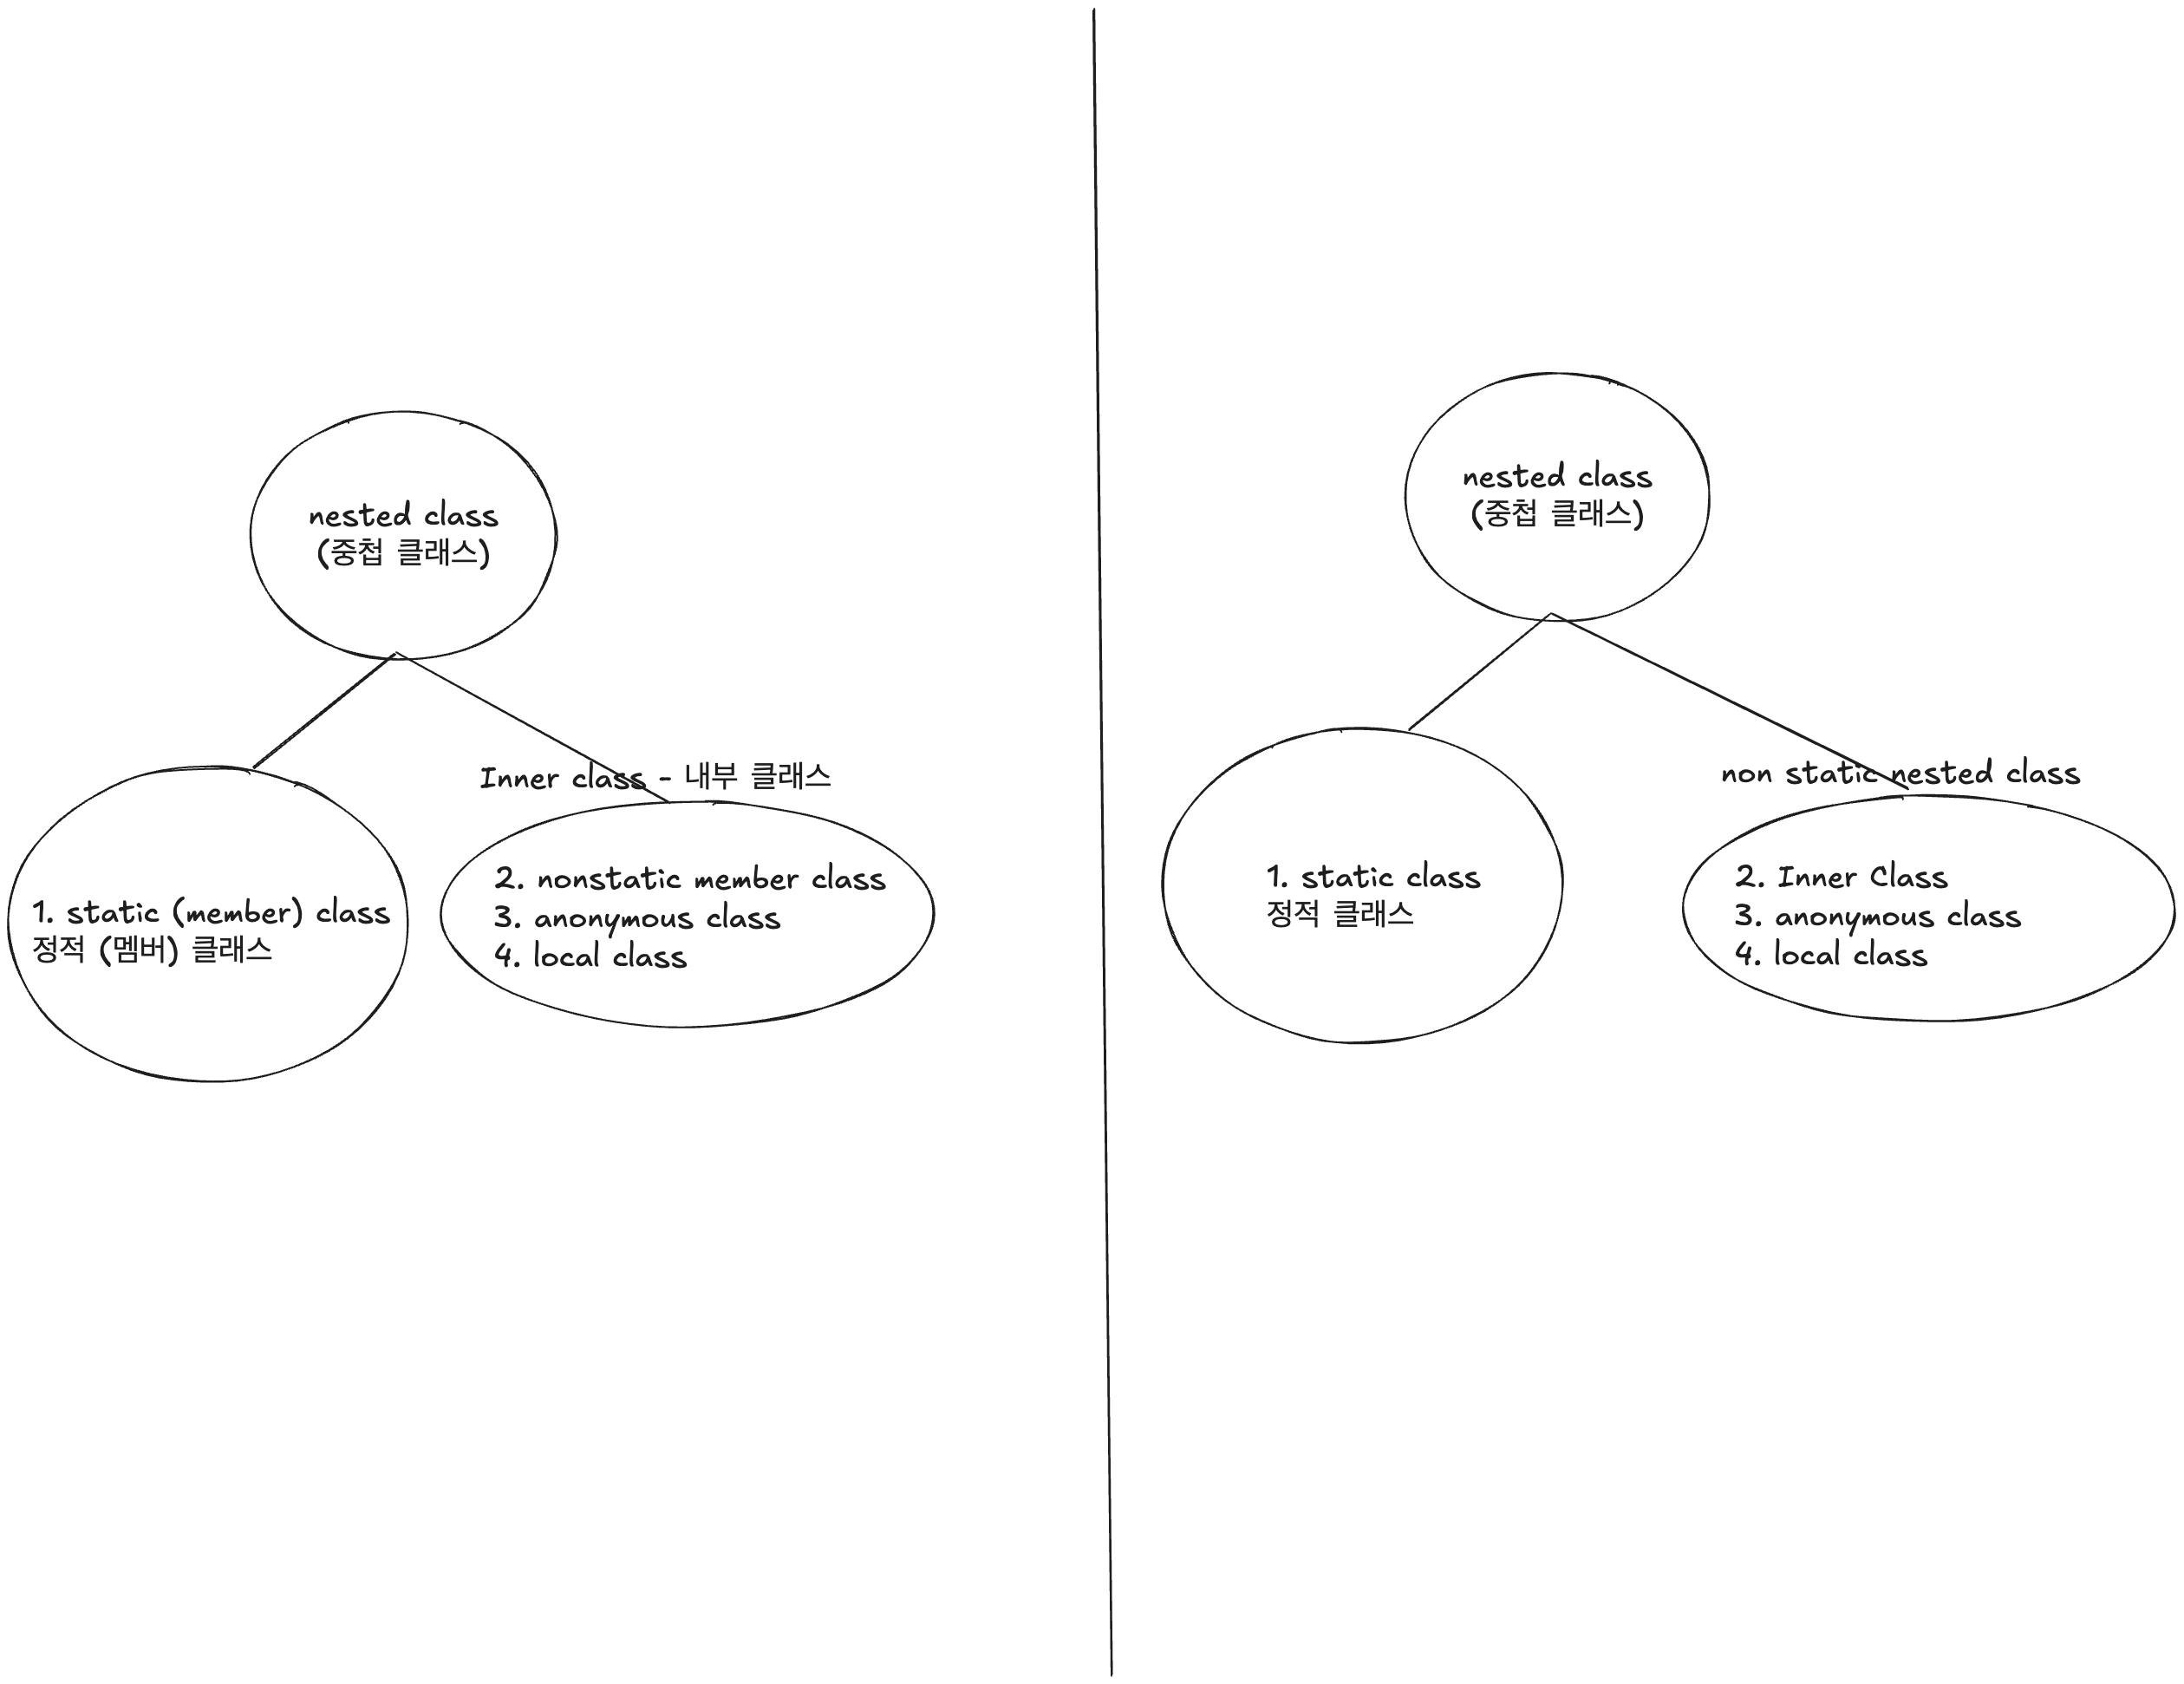 nested class
(중첩 클래스)
Inner class - 내부 클래스
1. static (member) class
정적 (멤버) 클래스
2. nonstatic member class
3. anonymous class
4. local class
nested class
(중첩 클래스)
non static nested class
1. static class
정적 클래스
2. Inner Class
3. anonymous class
4. local class